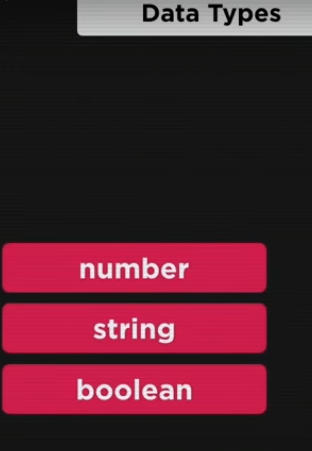 Data Types
number
string
boolean